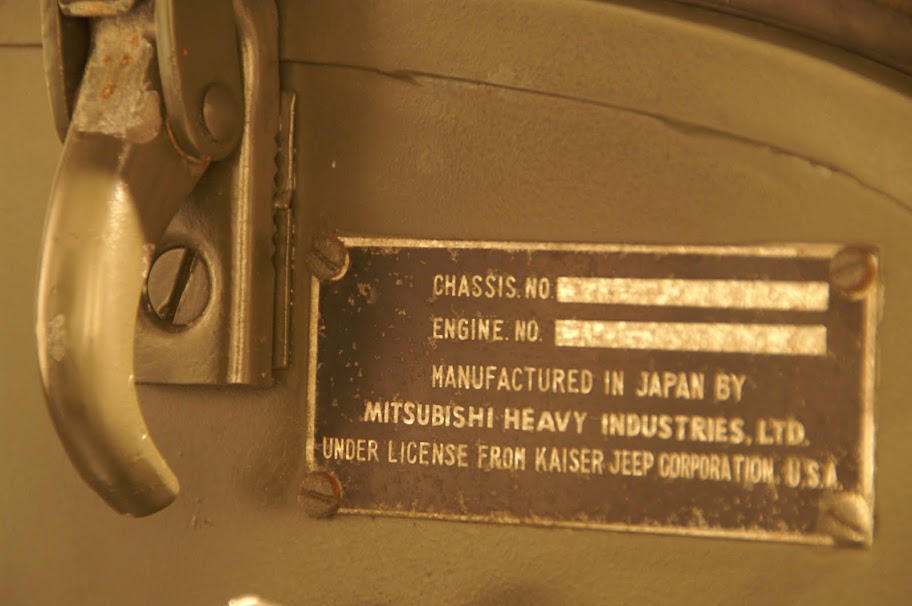 CHASSIS. NO.
ENGINE. NO.
MANUFACTURED IN JAPAN BY
MITSUBISHI HEAVY INDUSTRIES, LTD.
UNDER LICENSE FROM KAISER JEEP CORPORATION, U.S.A.